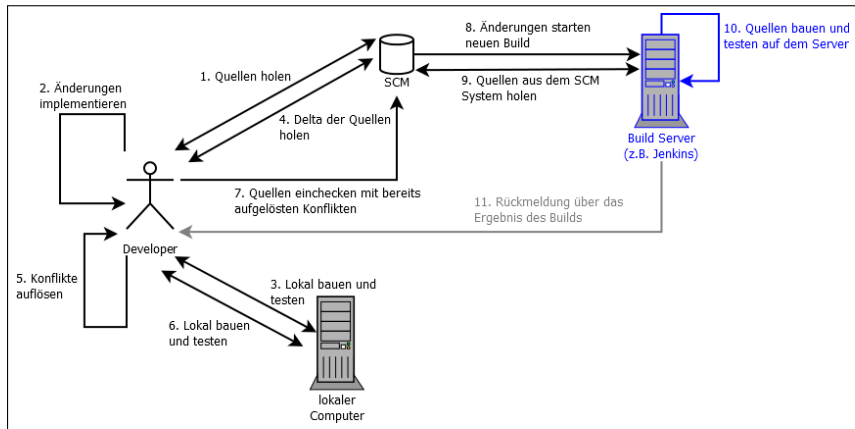 8. Änderungen starten
neuen Build
10. Quellen bauen und
testen auf dem Server
1. Quellen holen
SCM
9. Quellen aus dem SCM
System holen
2. Änderungen
implementieren
4. Delta der Quellen
holen
Build Server
(z.B. Jenkins)
7. Quellen einchecken mit bereits
aufgelösten Konflikten
11. Rückmeldung über das
Ergebnis des Builds
Developer
5. Konflikte
auflösen
3. Lokal bauen und
testen
6. Lokal bauen
und testen
lokaler
Computer